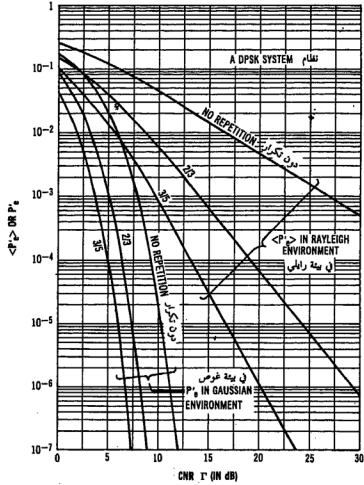 1
A DPSK SYSTEM نظام
10⁻¹
NO REPETITION - دون تكرار
10⁻²
2/3
3/5
10⁻³
<P'e> OR P'e
<P'e> IN RAYLEIGH
ENVIRONMENT
في بيئة رايلي
2/3
3/5
NO REPETITION دون تكرار
10⁻⁴
10⁻⁵
في بيئة غوص
10⁻⁶
P'e IN GAUSSIAN
ENVIRONMENT
10⁻⁷
0 5 10 15 20 25 30
CNR Γ (IN dB)